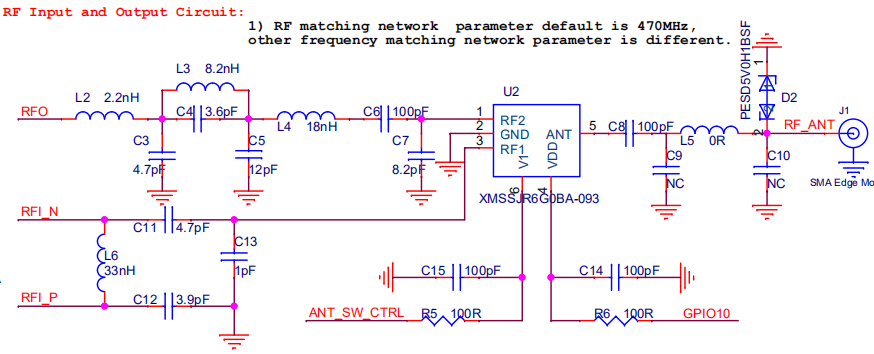 RF Input and Output Circuit:
1) RF matching network parameter default is 470MHz,
other frequency matching network parameter is different.
L3 8.2nH
L2 2.2nH
RFO
C4 3.6pF
C3
4.7pF
C5
12pF
L4 18nH
C6 100pF
C7
8.2pF
U2
1 RF2
2 GND
3 RF1
ANT 5
V1
VDD
6
4
XMSSJR6G0BA-093
C8 100pF
L5 0R
C9
NC
C10
NC
PESD5V0H1BSF
1
2
D2
RF_ANT
J1
SMA Edge Mo
RFI_N
C11 4.7pF
L6
33nH
C13
1pF
RFI_P
C12 3.9pF
C15 100pF
C14 100pF
ANT_SW_CTRL
R5 100R
R6 100R
GPIO10